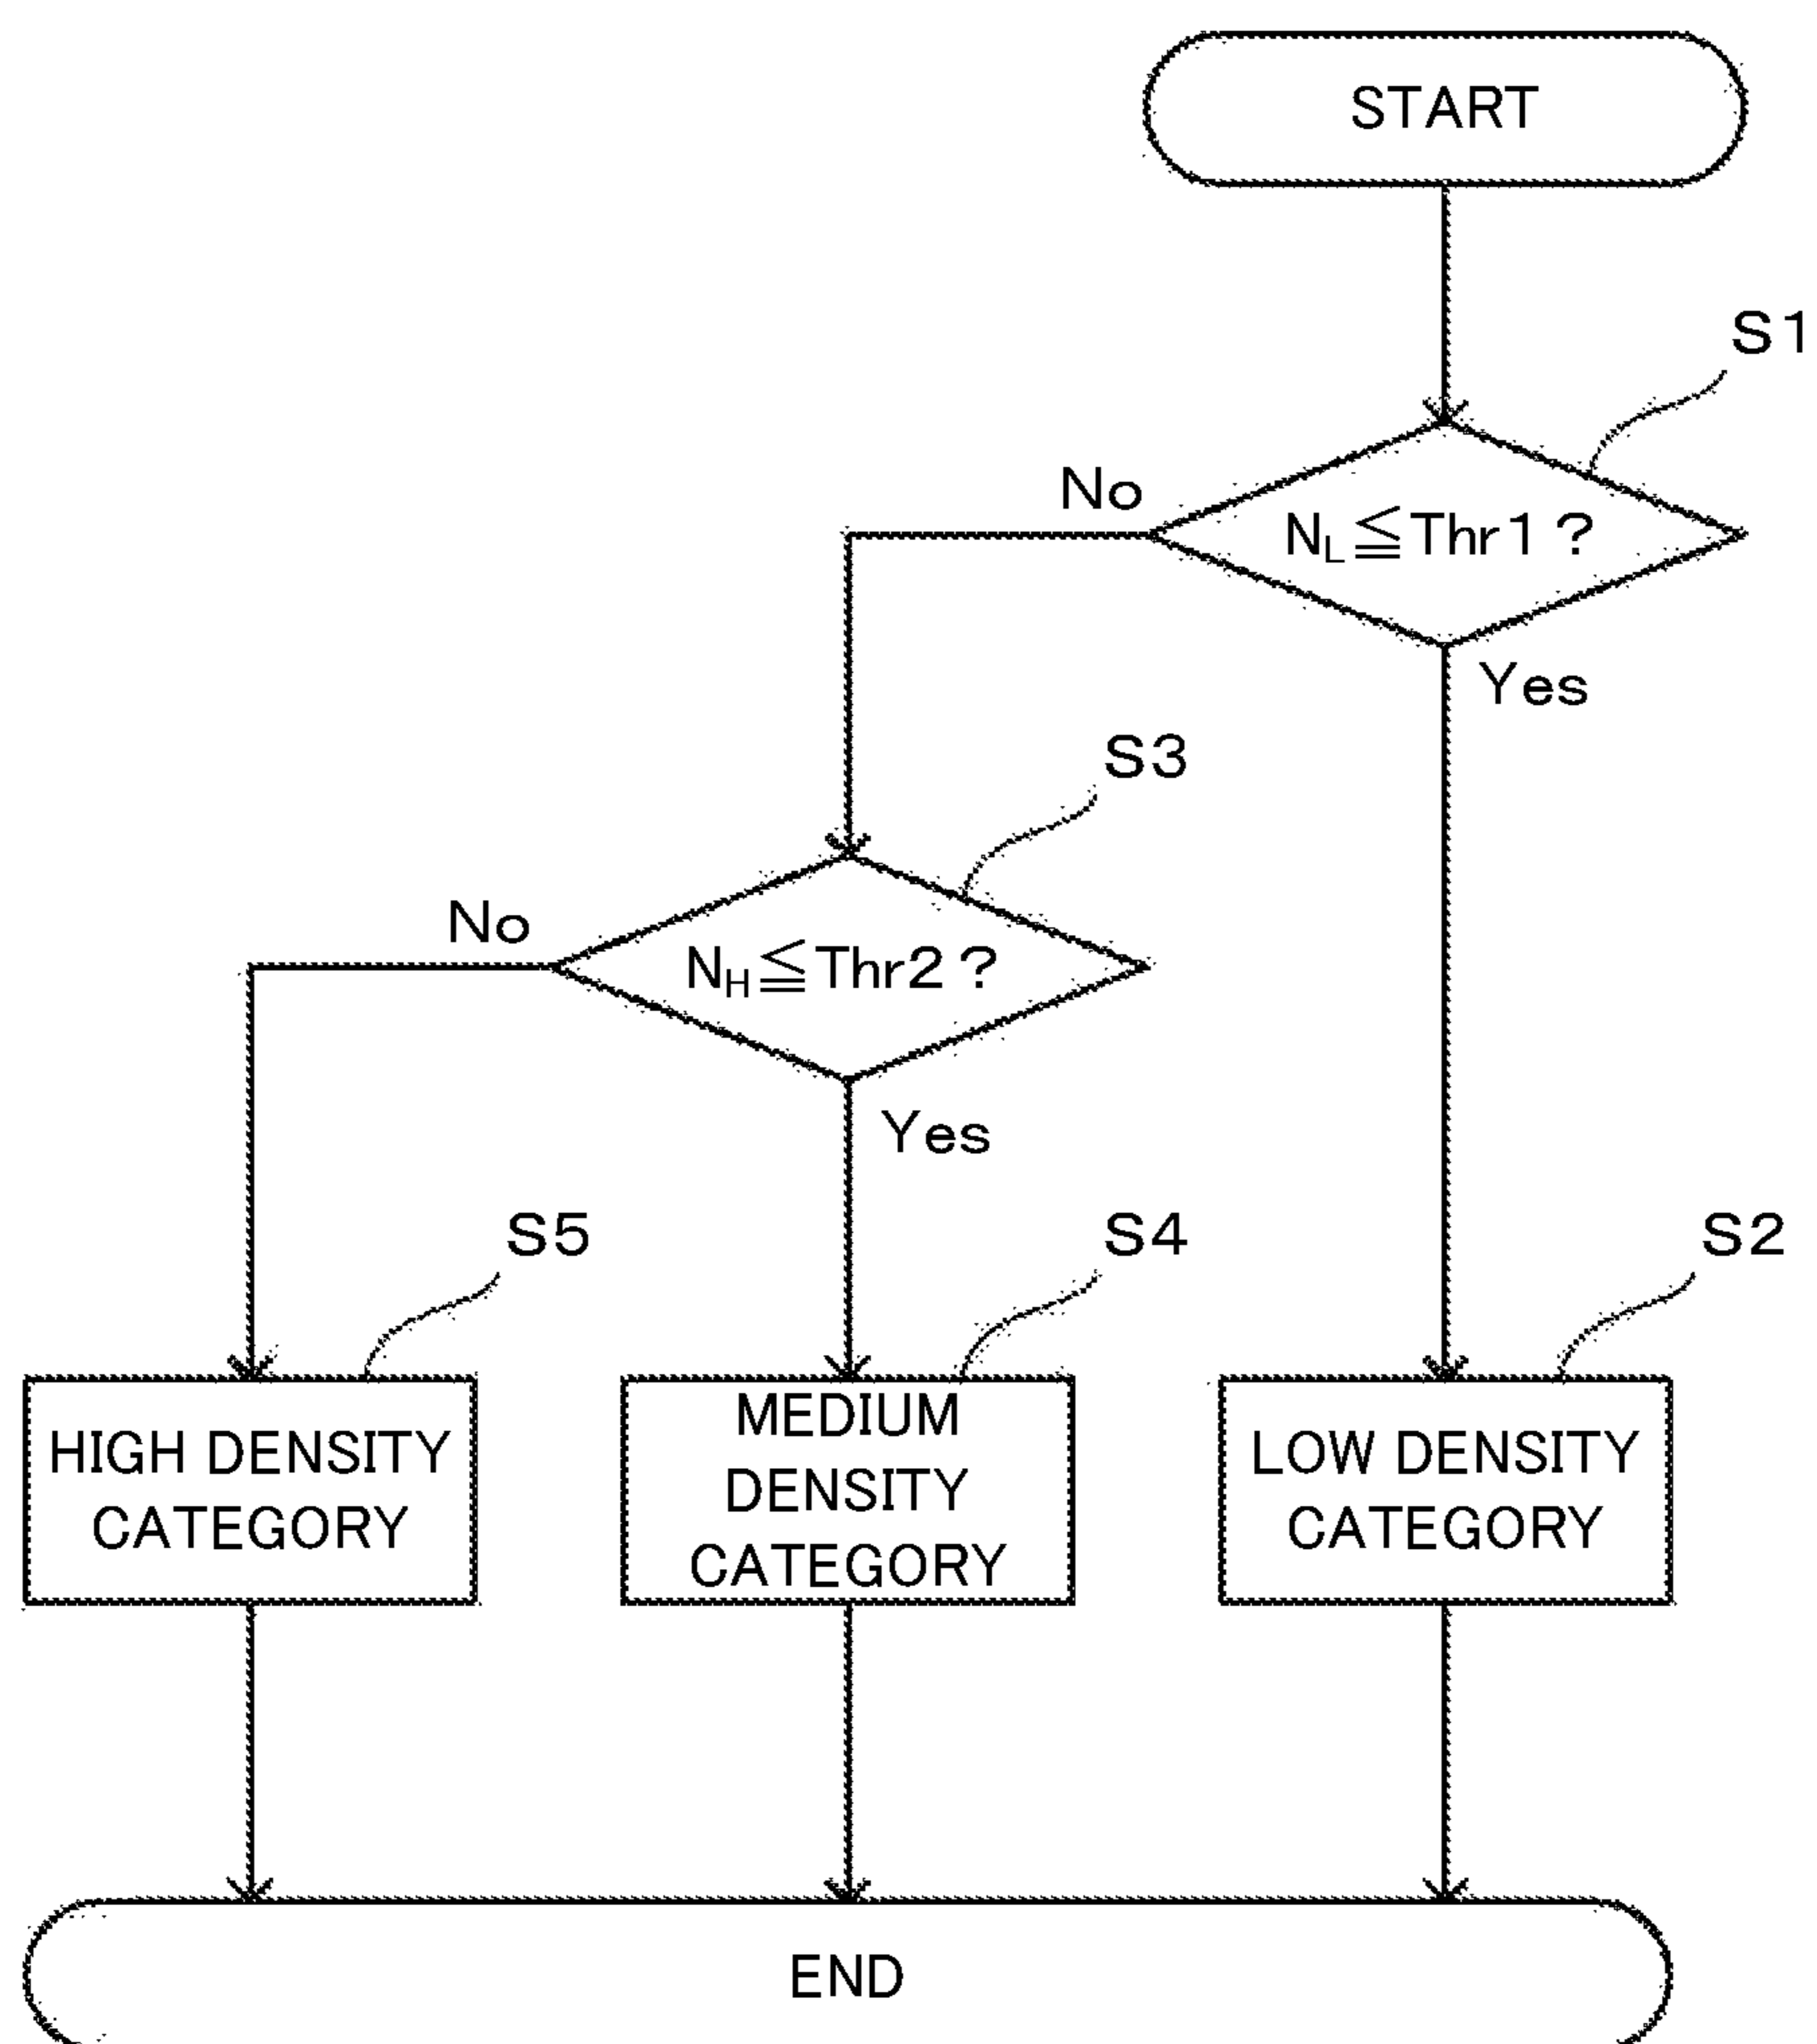 START
S1
No
N_L≦Thr1?
Yes
S3
No
N_H≦Thr2?
Yes
S5
S4
S2
HIGH DENSITY
CATEGORY
MEDIUM
DENSITY
CATEGORY
LOW DENSITY
CATEGORY
END